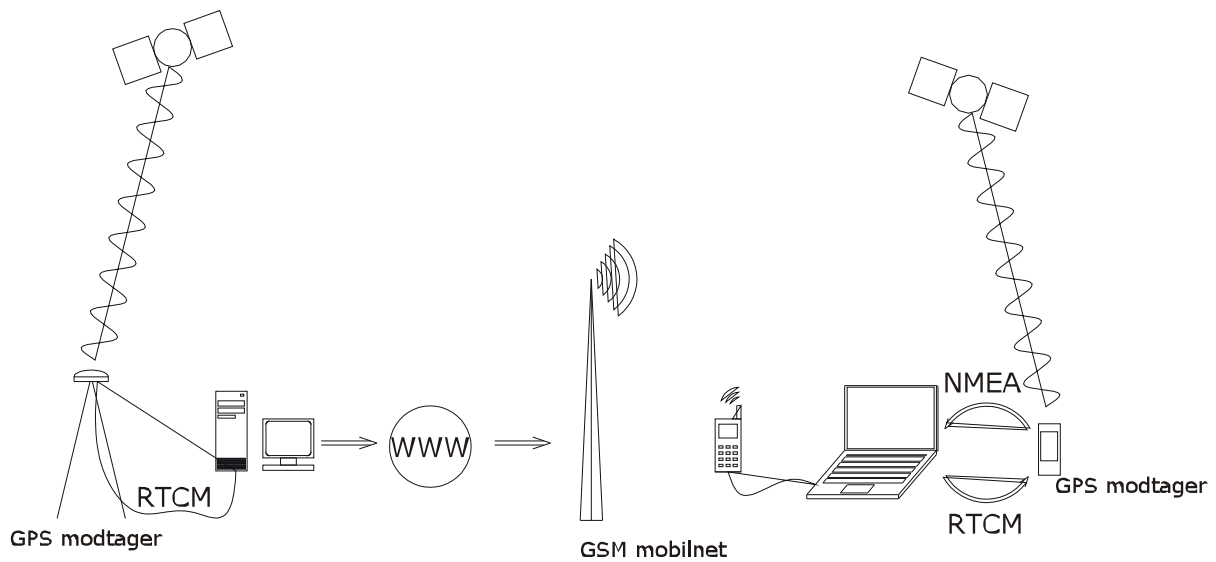 NMEA
WWW
RTCM
GPS modtager
GPS modtager
RTCM
GSM mobilnet